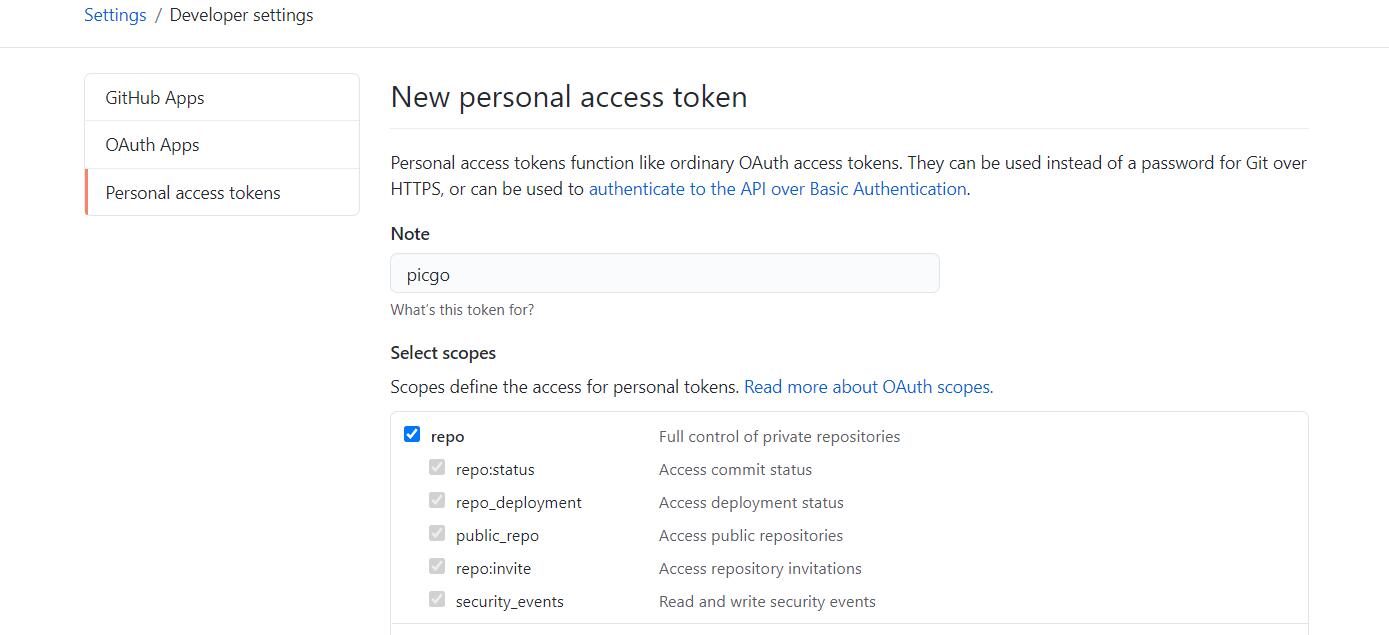 Settings / Developer settings
GitHub Apps
OAuth Apps
Personal access tokens
New personal access token
Personal access tokens function like ordinary OAuth access tokens. They can be used instead of a password for Git over
HTTPS, or can be used to authenticate to the API over Basic Authentication.
Note
picgo
What's this token for?
Select scopes
Scopes define the access for personal tokens. Read more about OAuth scopes.
repo Full control of private repositories
repo:status Access commit status
repo_deployment Access deployment status
public_repo Access public repositories
repo:invite Access repository invitations
security_events Read and write security events